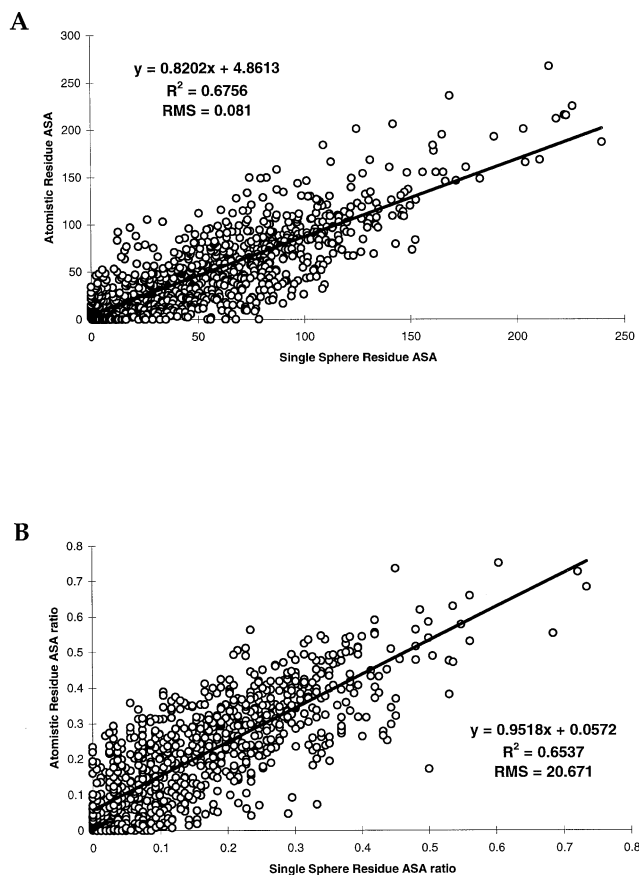 A
300
250
200
150
100
50
0
Atomistic Residue ASA
y = 0.8202x + 4.8613
R² = 0.6756
RMS = 0.081
0 50 100 150 200 250
Single Sphere Residue ASA
B
0.8
0.7
0.6
0.5
0.4
0.3
0.2
0.1
0
Atomistic Residue ASA ratio
y = 0.9518x + 0.0572
R² = 0.6537
RMS = 20.671
0 0.1 0.2 0.3 0.4 0.5 0.6 0.7 0.8
Single Sphere Residue ASA ratio